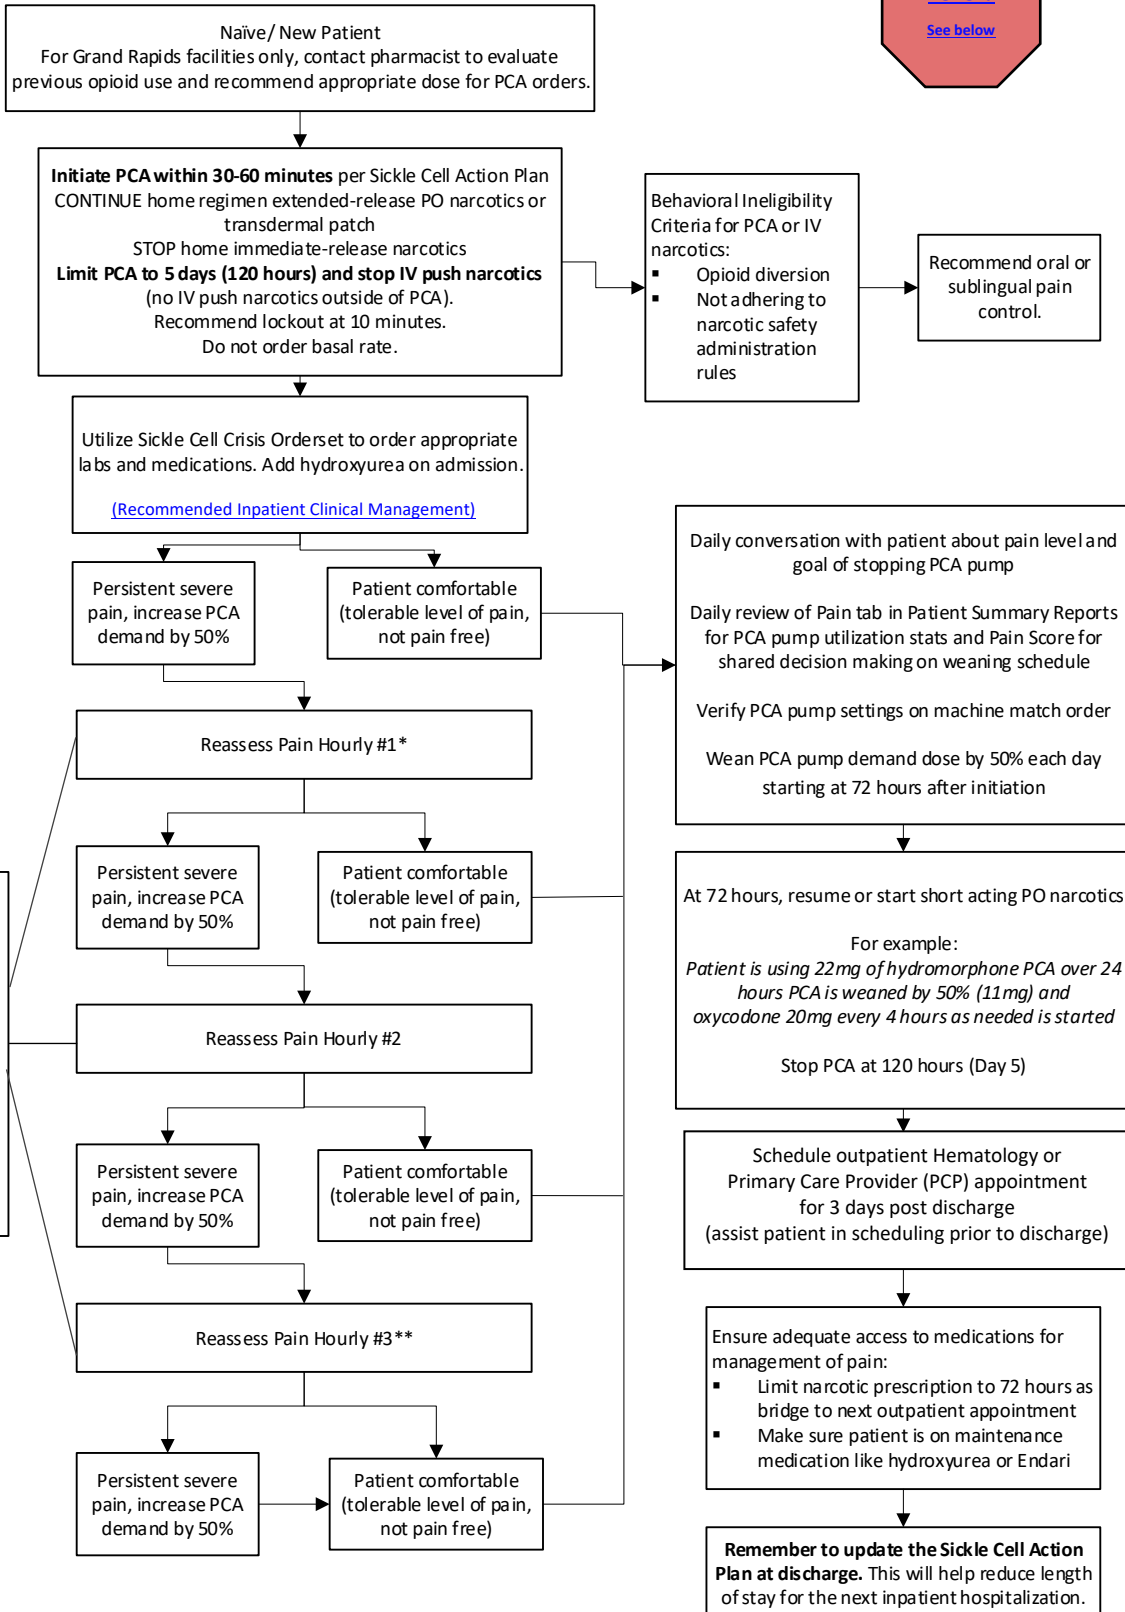 See below
Naïve/ New Patient
For Grand Rapids facilities only, contact pharmacist to evaluate
previous opioid use and recommend appropriate dose for PCA orders.
Initiate PCA within 30-60 minutes per Sickle Cell Action Plan
CONTINUE home regimen extended-release PO narcotics or
transdermal patch
STOP home immediate-release narcotics
Limit PCA to 5 days (120 hours) and stop IV push narcotics
(no IV push narcotics outside of PCA).
Recommend lockout at 10 minutes.
Do not order basal rate.
Behavioral Ineligibility
Criteria for PCA or IV
narcotics:
▪ Opioid diversion
▪ Not adhering to
narcotic safety
administration
rules
Recommend oral or
sublingual pain
control.
Utilize Sickle Cell Crisis Orderset to order appropriate
labs and medications. Add hydroxyurea on admission.
(Recommended Inpatient Clinical Management)
Persistent severe
pain, increase PCA
demand by 50%
Patient comfortable
(tolerable level of pain,
not pain free)
Reassess Pain Hourly #1*
Persistent severe
pain, increase PCA
demand by 50%
Patient comfortable
(tolerable level of pain,
not pain free)
Reassess Pain Hourly #2
Persistent severe
pain, increase PCA
demand by 50%
Patient comfortable
(tolerable level of pain,
not pain free)
Reassess Pain Hourly #3**
Persistent severe
pain, increase PCA
demand by 50%
Patient comfortable
(tolerable level of pain,
not pain free)
Daily conversation with patient about pain level and
goal of stopping PCA pump
Daily review of Pain tab in Patient Summary Reports
for PCA pump utilization stats and Pain Score for
shared decision making on weaning schedule
Verify PCA pump settings on machine match order
Wean PCA pump demand dose by 50% each day
starting at 72 hours after initiation
At 72 hours, resume or start short acting PO narcotics
For example:
Patient is using 22mg of hydromorphone PCA over 24
hours PCA is weaned by 50% (11mg) and
oxycodone 20mg every 4 hours as needed is started
Stop PCA at 120 hours (Day 5)
Schedule outpatient Hematology or
Primary Care Provider (PCP) appointment
for 3 days post discharge
(assist patient in scheduling prior to discharge)
Ensure adequate access to medications for
management of pain:
▪ Limit narcotic prescription to 72 hours as
bridge to next outpatient appointment
▪ Make sure patient is on maintenance
medication like hydroxyurea or Endari
Remember to update the Sickle Cell Action
Plan at discharge. This will help reduce length
of stay for the next inpatient hospitalization.